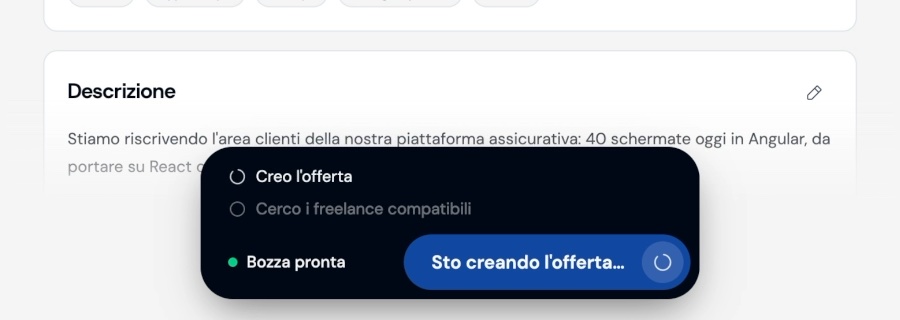 Descrizione
Stiamo riscrivendo l'area clienti della nostra piattaforma assicurativa: 40 schermate oggi in Angular, da
portare su React
Creo l'offerta
Cerco i freelance compatibili
Bozza pronta
Sto creando l'offerta...